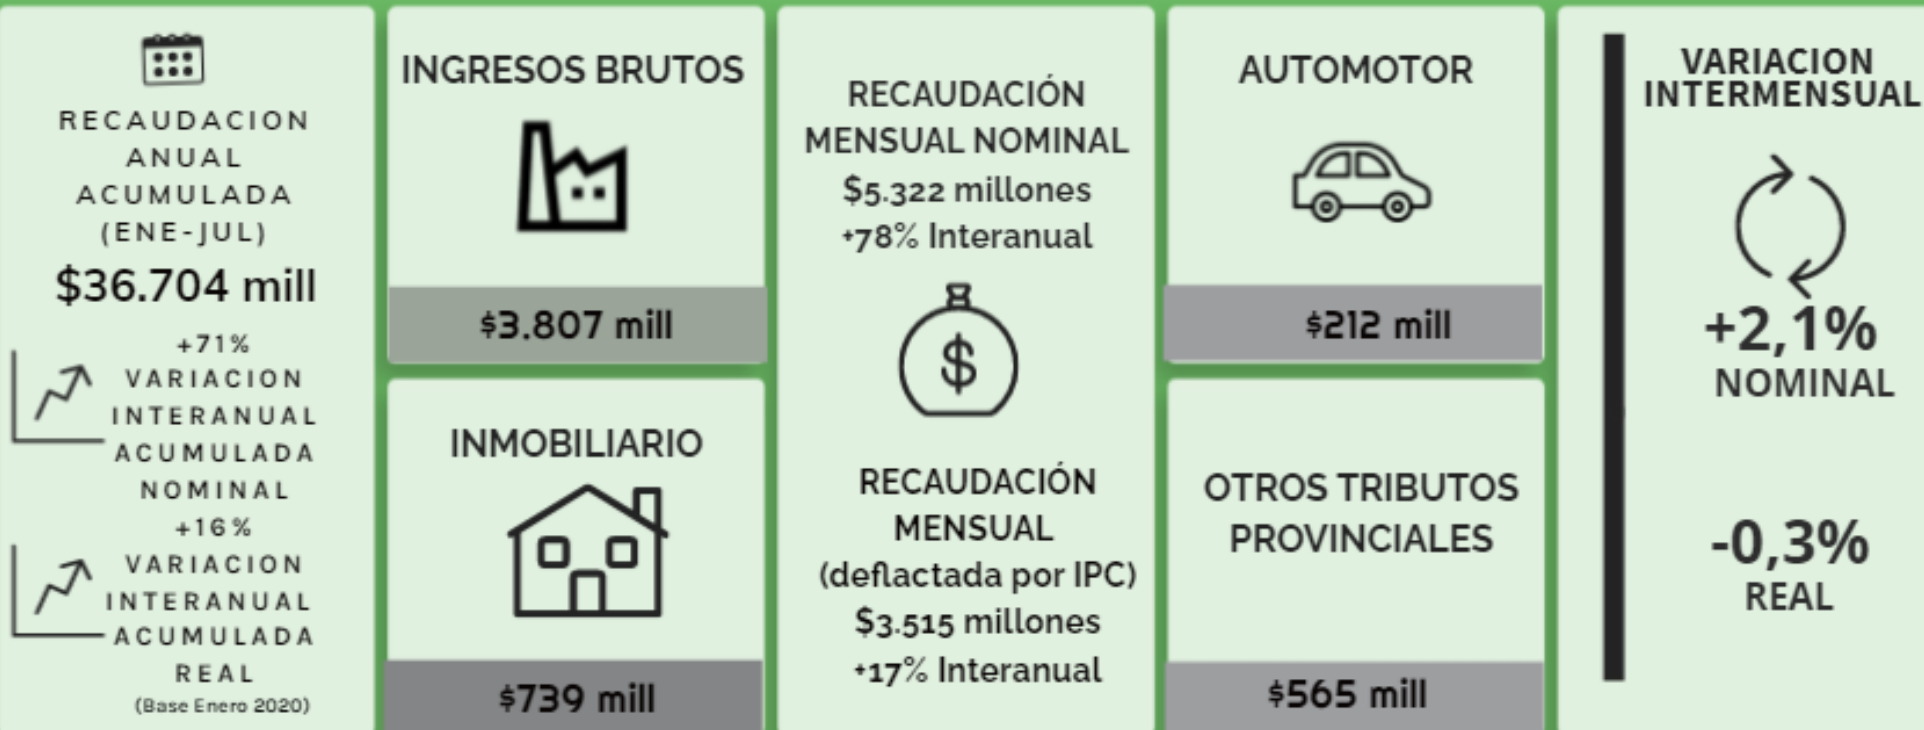 RECAUDACION
ANUAL
ACUMULADA
(ENE-JUL)
$36.704 mill
+71%
VARIACION
INTERANUAL
ACUMULADA
NOMINAL
+16%
VARIACION
INTERANUAL
ACUMULADA
REAL
(Base Enero 2020)
INGRESOS BRUTOS
$3.807 mill
INMOBILIARIO
$739 mill
RECAUDACIÓN
MENSUAL NOMINAL
$5.322 millones
+78% Interanual
$
RECAUDACIÓN
MENSUAL
(deflactada por IPC)
$3.515 millones
+17% Interanual
AUTOMOTOR
$212 mill
OTROS TRIBUTOS
PROVINCIALES
$565 mill
VARIACION
INTERMENSUAL
+2,1%
NOMINAL
-0,3%
REAL